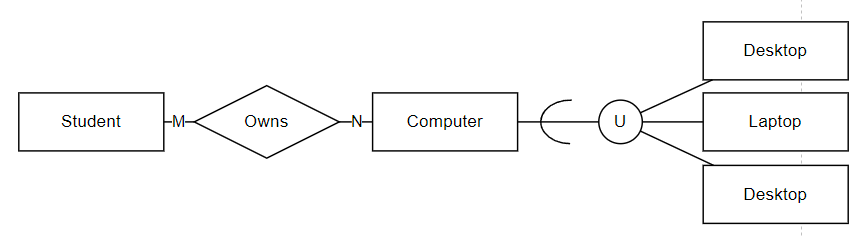 Student
M
Owns
N
Computer
U
Desktop
Laptop
Desktop